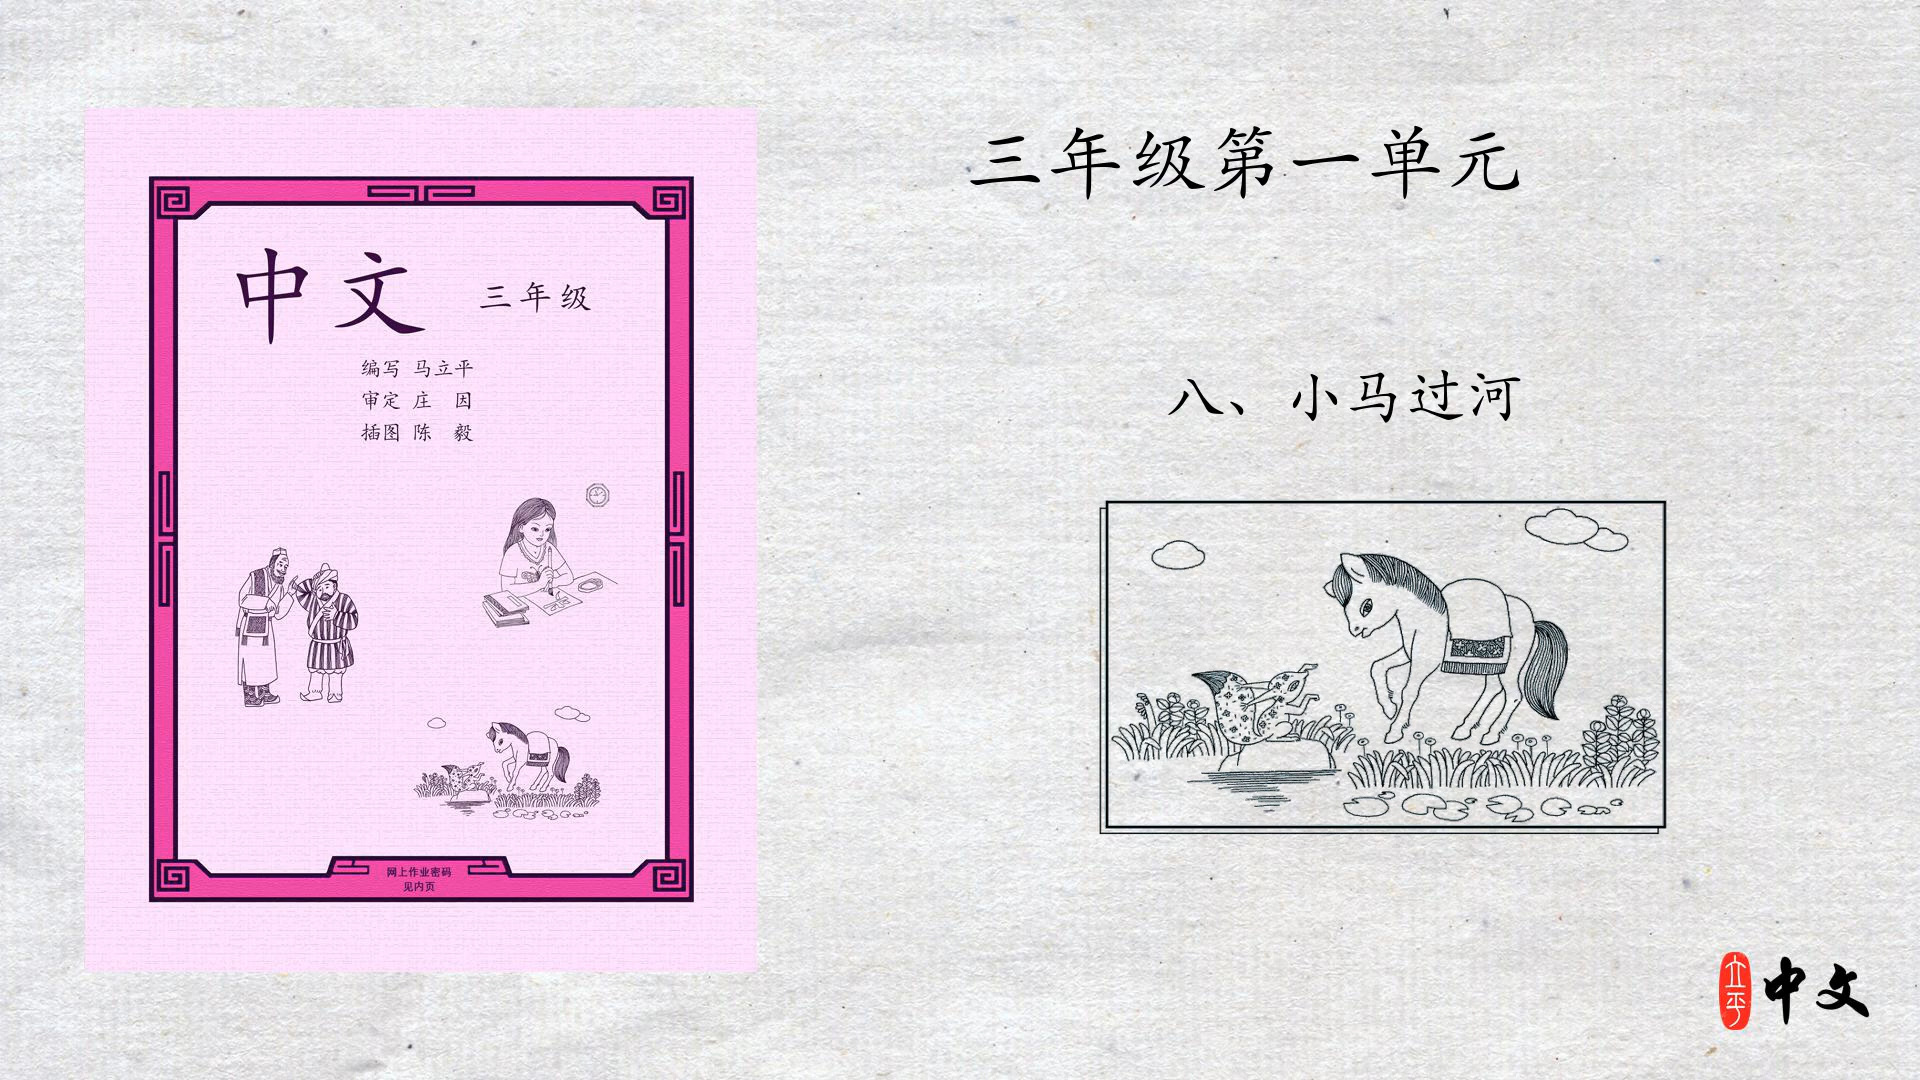 中文 三年级
编写 马立平
审定 庄 因
插图 陈 毅
网上作业密码
见内页
三年级第一单元
八、小马过河
立平 中文